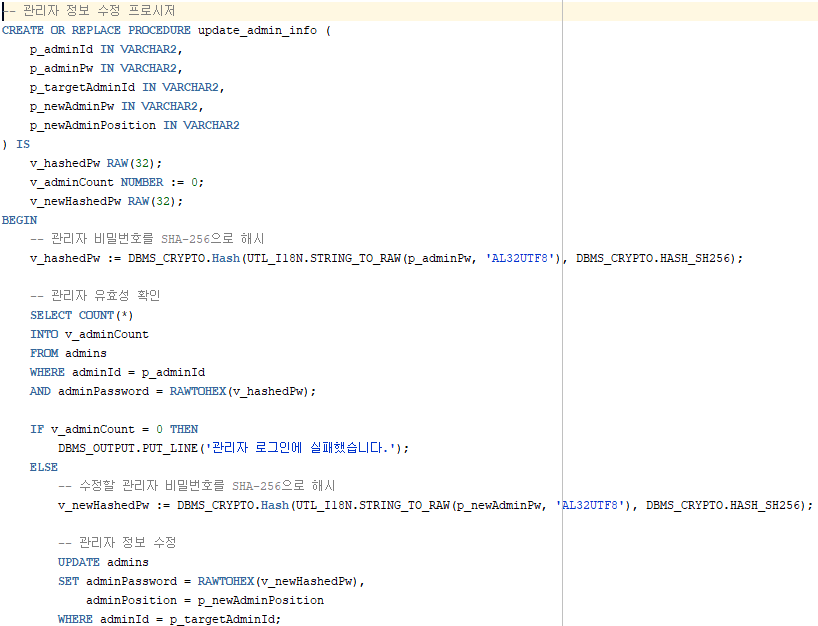 -- 관리자 정보 수정 프로시저
CREATE OR REPLACE PROCEDURE update_admin_info (
    p_adminId IN VARCHAR2,
    p_adminPw IN VARCHAR2,
    p_targetAdminId IN VARCHAR2,
    p_newAdminPw IN VARCHAR2,
    p_newAdminPosition IN VARCHAR2
) IS
    v_hashedPw RAW(32);
    v_adminCount NUMBER := 0;
    v_newHashedPw RAW(32);
BEGIN
    -- 관리자 비밀번호를 SHA-256으로 해시
    v_hashedPw := DBMS_CRYPTO.Hash(UTL_I18N.STRING_TO_RAW(p_adminPw, 'AL32UTF8'), DBMS_CRYPTO.HASH_SH256);
    -- 관리자 유효성 확인
    SELECT COUNT(*)
    INTO v_adminCount
    FROM admins
    WHERE adminId = p_adminId
    AND adminPassword = RAWTOHEX(v_hashedPw);
    IF v_adminCount = 0 THEN
        DBMS_OUTPUT.PUT_LINE('관리자 로그인에 실패했습니다.');
    ELSE
        -- 수정할 관리자 비밀번호를 SHA-256으로 해시
        v_newHashedPw := DBMS_CRYPTO.Hash(UTL_I18N.STRING_TO_RAW(p_newAdminPw, 'AL32UTF8'), DBMS_CRYPTO.HASH_SH256);
        -- 관리자 정보 수정
        UPDATE admins
        SET adminPassword = RAWTOHEX(v_newHashedPw),
            adminPosition = p_newAdminPosition
        WHERE adminId = p_targetAdminId;